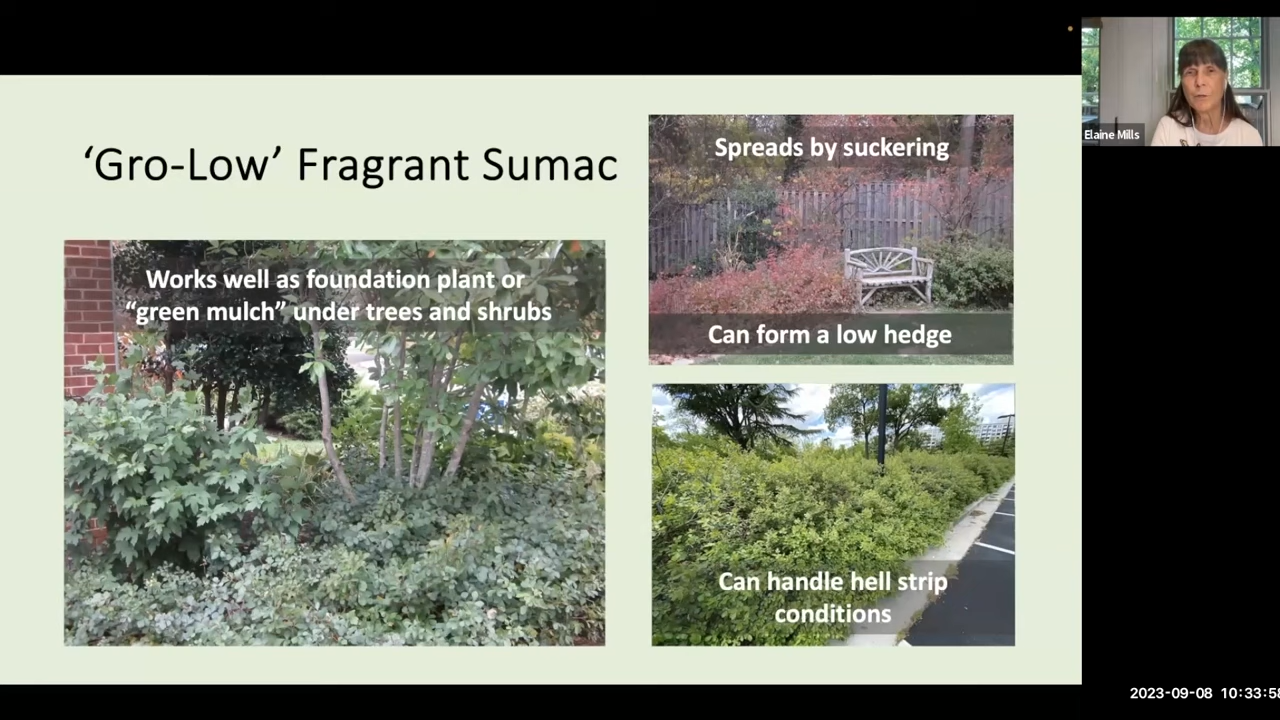 ‘Gro-Low’ Fragrant Sumac
Works well as foundation plant or
“green mulch” under trees and shrubs
Spreads by suckering
Can form a low hedge
Can handle hell strip
conditions
Elaine Mills
2023-09-08 10:33:58